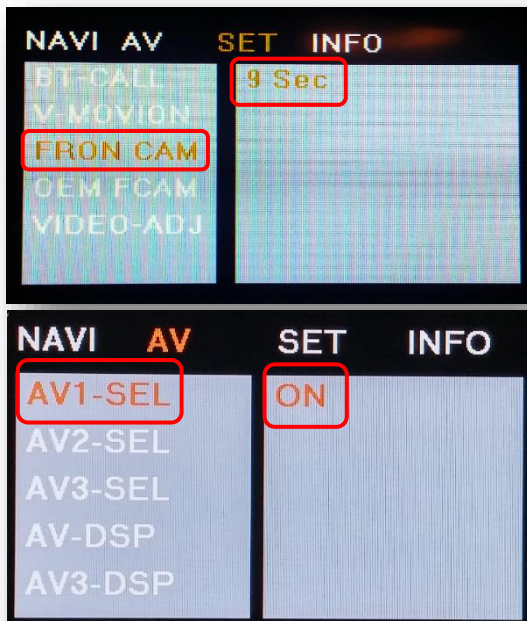 NAVI AV SET INFO
BT-CALL 9 Sec
V-MOVION
FRON CAM
OEM FCAM
VIDEO-ADJ
NAVI AV SET INFO
AV1-SEL ON
AV2-SEL
AV3-SEL
AV-DSP
AV3-DSP